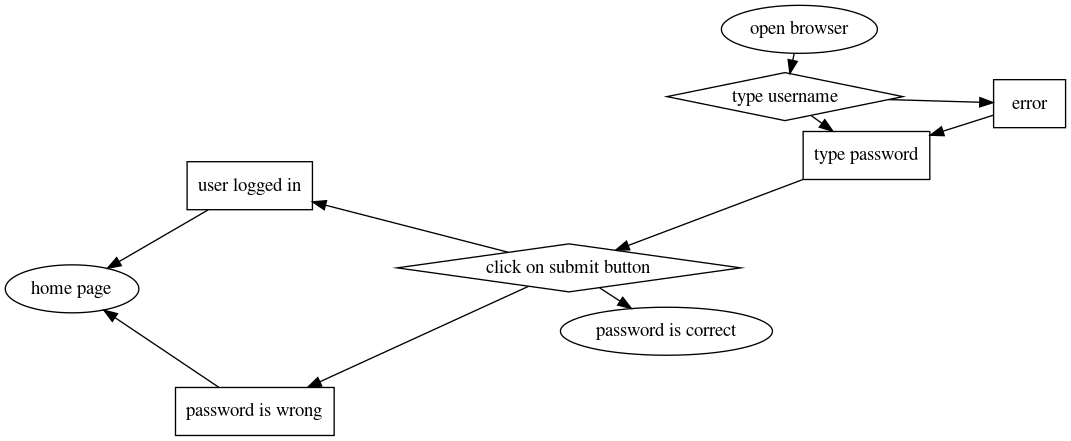 open browser
type username
error
type password
user logged in
click on submit button
home page
password is correct
password is wrong